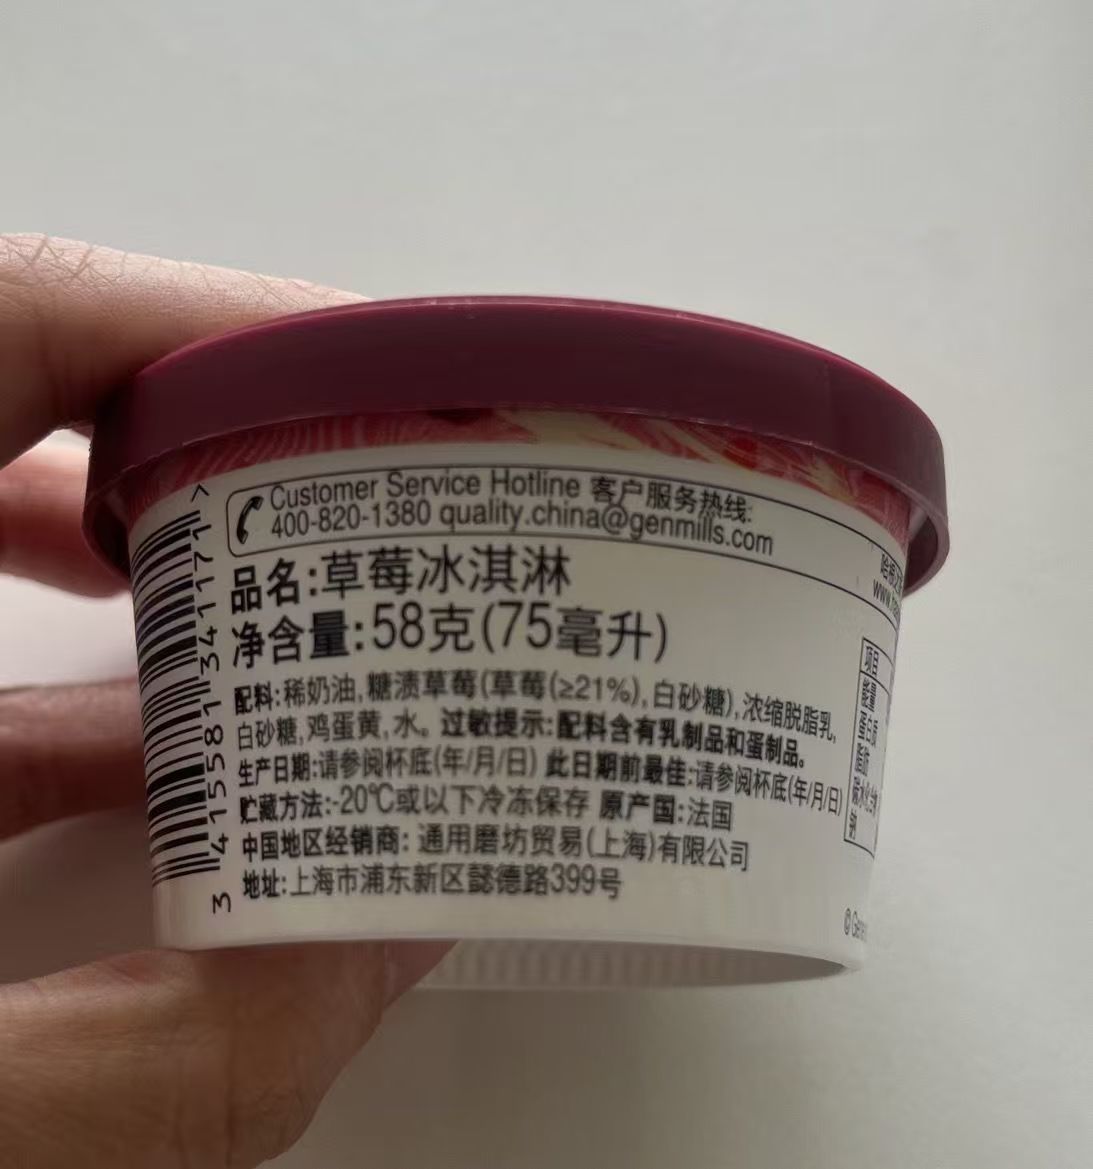 Customer Service Hotline 客户服务热线:
400-820-1380 quality.china@genmills.com
品名:草莓冰淇淋
净含量:58克(75毫升)
配料:稀奶油,糖渍草莓(草莓(≥21%),白砂糖),浓缩脱脂乳,
白砂糖,鸡蛋黄,水。过敏提示:配料含有乳制品和蛋制品。
生产日期:请参阅杯底(年/月/日) 此日期前最佳:请参阅杯底(年/月/日)
贮藏方法:-20℃或以下冷冻保存 原产国:法国
中国地区经销商:通用磨坊贸易(上海)有限公司
地址:上海市浦东新区懿德路399号
3 415581 341171 >
www.
项目